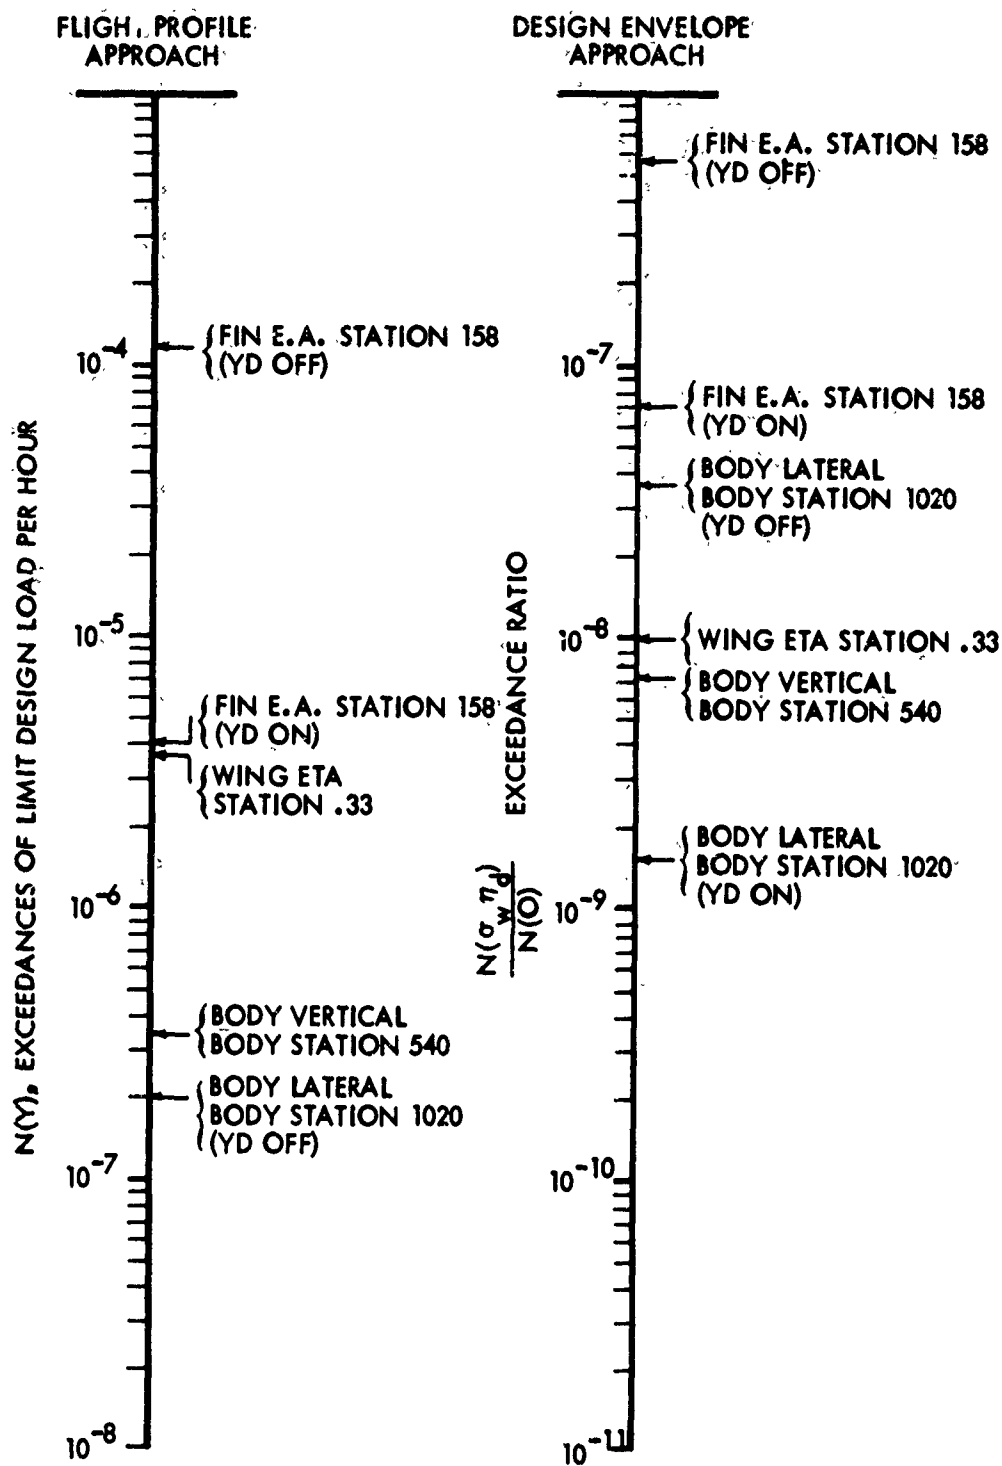 FLIGH. PROFILE
APPROACH
N(Y), EXCEEDANCES OF LIMIT DESIGN LOAD PER HOUR
10-4
10-5
10-6
10-7
10-8
FIN E.A. STATION 158
(YD OFF)
FIN E.A. STATION 158
(YD ON)
WING ETA
STATION .33
BODY VERTICAL
BODY STATION 540
BODY LATERAL
BODY STATION 1020
(YD OFF)
DESIGN ENVELOPE
APPROACH
EXCEEDANCE RATIO
N(σw ηd)
N(O)
10-7
10-8
10-9
10-10
10-11
FIN E.A. STATION 158
(YD OFF)
FIN E.A. STATION 158
(YD ON)
BODY LATERAL
BODY STATION 1020
(YD OFF)
WING ETA STATION .33
BODY VERTICAL
BODY STATION 540
BODY LATERAL
BODY STATION 1020
(YD ON)